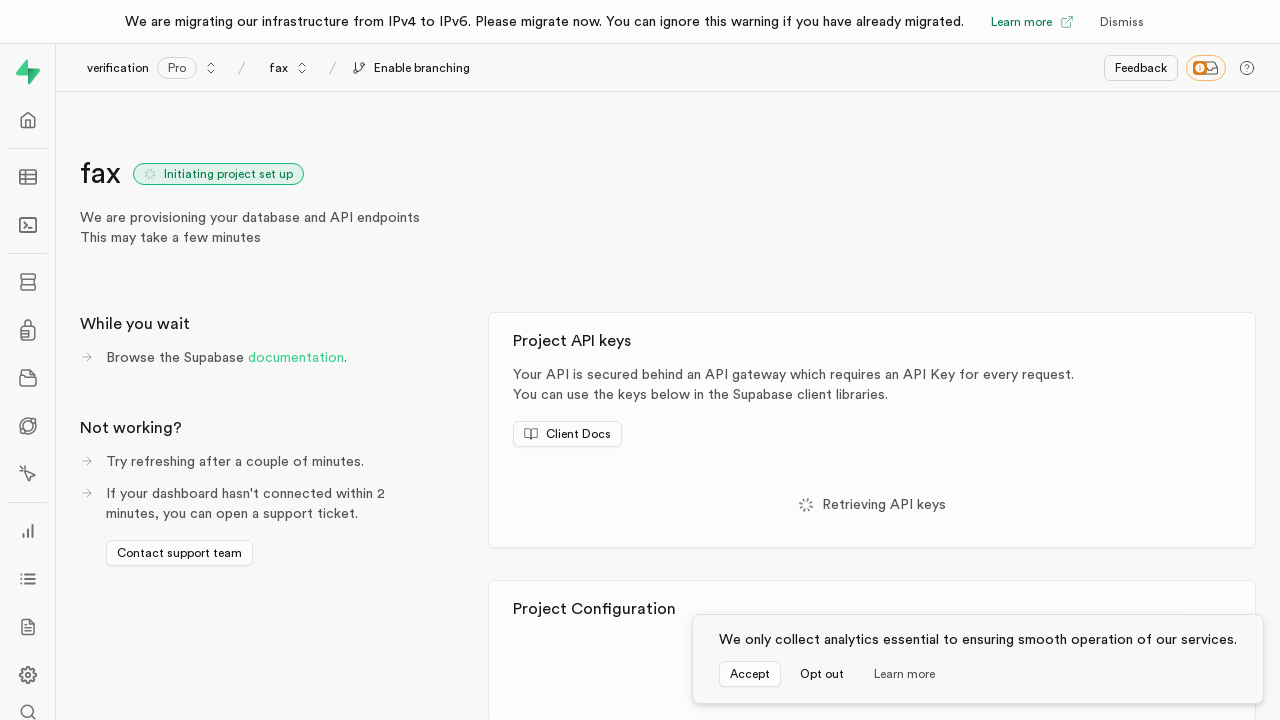 We are migrating our infrastructure from IPv4 to IPv6. Please migrate now. You can ignore this warning if you have already migrated.
Learn more
Dismiss
verification
Pro
/
fax
/
Enable branching
Feedback
fax
Initiating project set up
We are provisioning your database and API endpoints
This may take a few minutes
While you wait
Browse the Supabase documentation.
Not working?
Try refreshing after a couple of minutes.
If your dashboard hasn't connected within 2
minutes, you can open a support ticket.
Contact support team
Project API keys
Your API is secured behind an API gateway which requires an API Key for every request.
You can use the keys below in the Supabase client libraries.
Client Docs
Retrieving API keys
Project Configuration
We only collect analytics essential to ensuring smooth operation of our services.
Accept
Opt out
Learn more